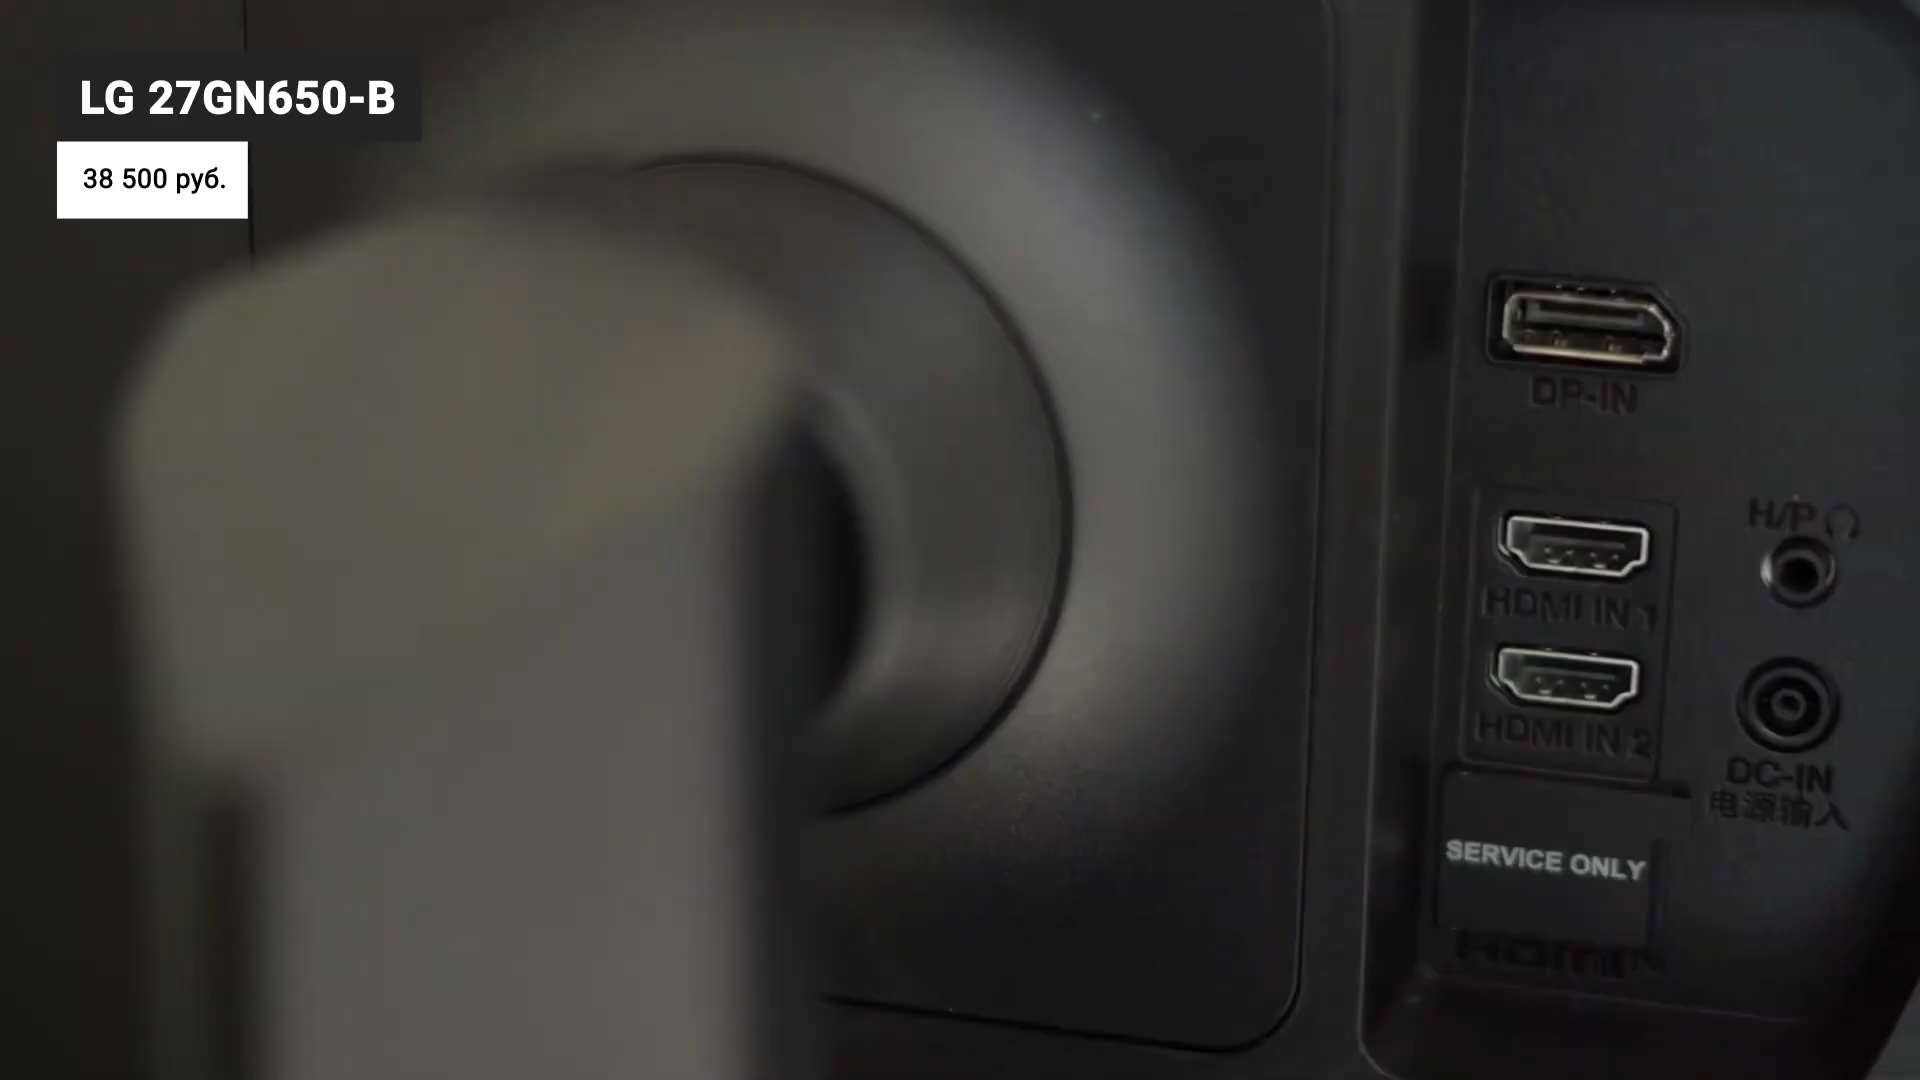 LG 27GN650-B
38 500 руб.
DP-IN
H/P
HDMI IN 1
HDMI IN 2
DC-IN
电源输入
SERVICE ONLY
HDMI